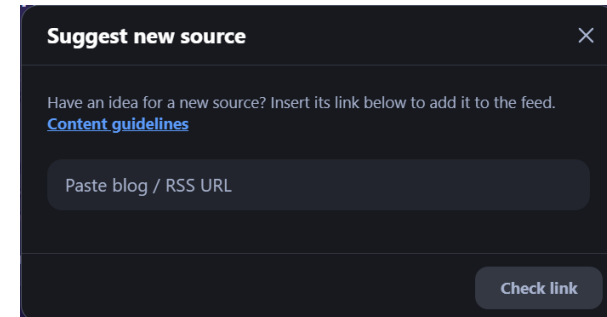 Suggest new source
Have an idea for a new source? Insert its link below to add it to the feed.
Content guidelines
Paste blog / RSS URL
Check link